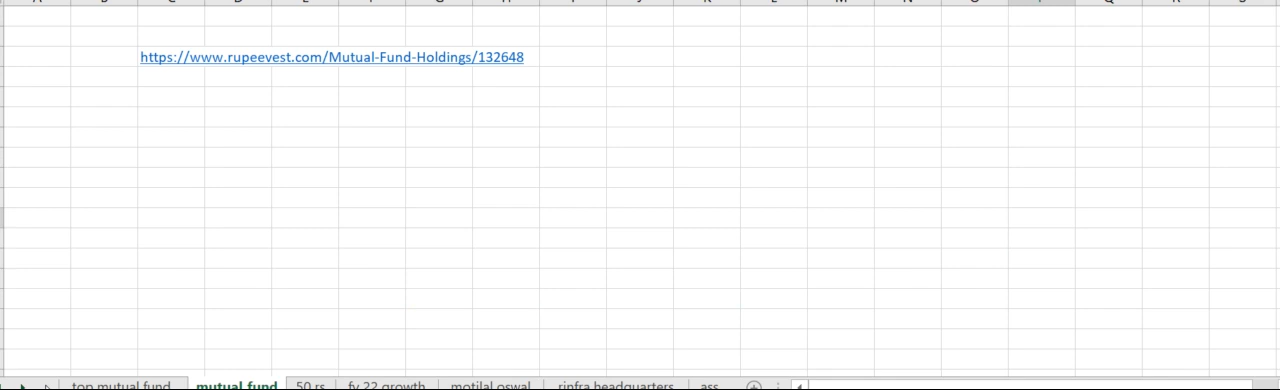 https://www.rupeevest.com/Mutual-Fund-Holdings/132648
top mutual fund mutual fund 50 rs fy 22 growth motilal oswal rinfra headquarters ass